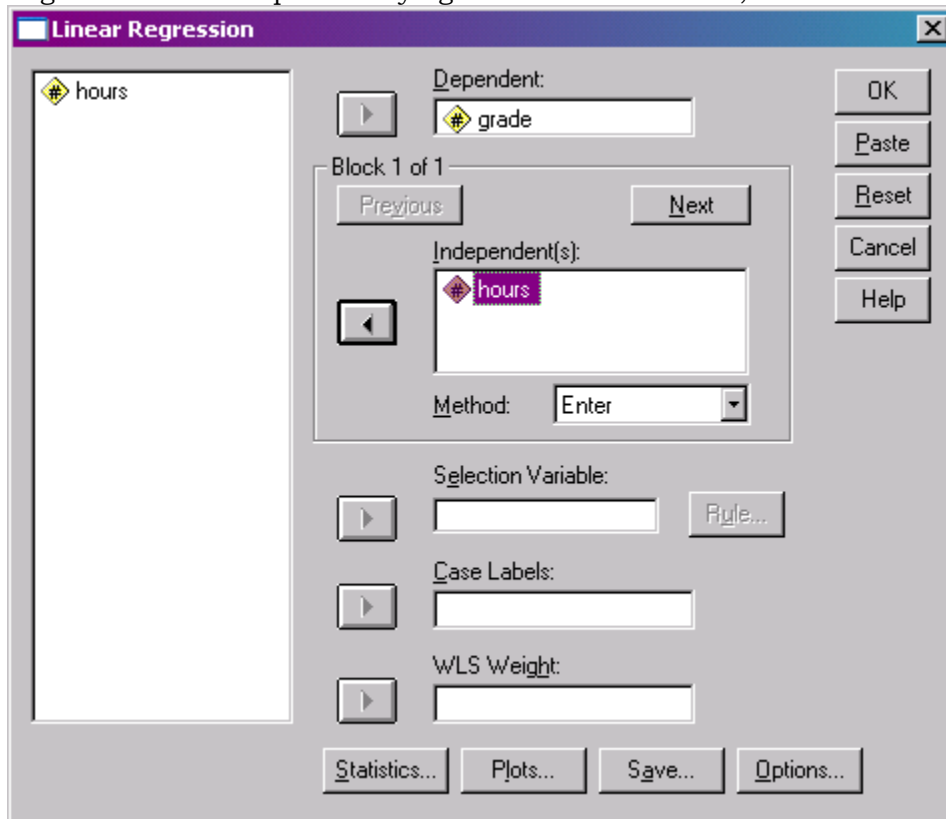 Linear Regression
# hours
Dependent:
# grade
Block 1 of 1
Previous
Next
Independent(s):
# hours
Method:
Enter
Selection Variable:
Rule...
Case Labels:
WLS Weight:
Statistics...
Plots...
Save...
Options...
OK
Paste
Reset
Cancel
Help